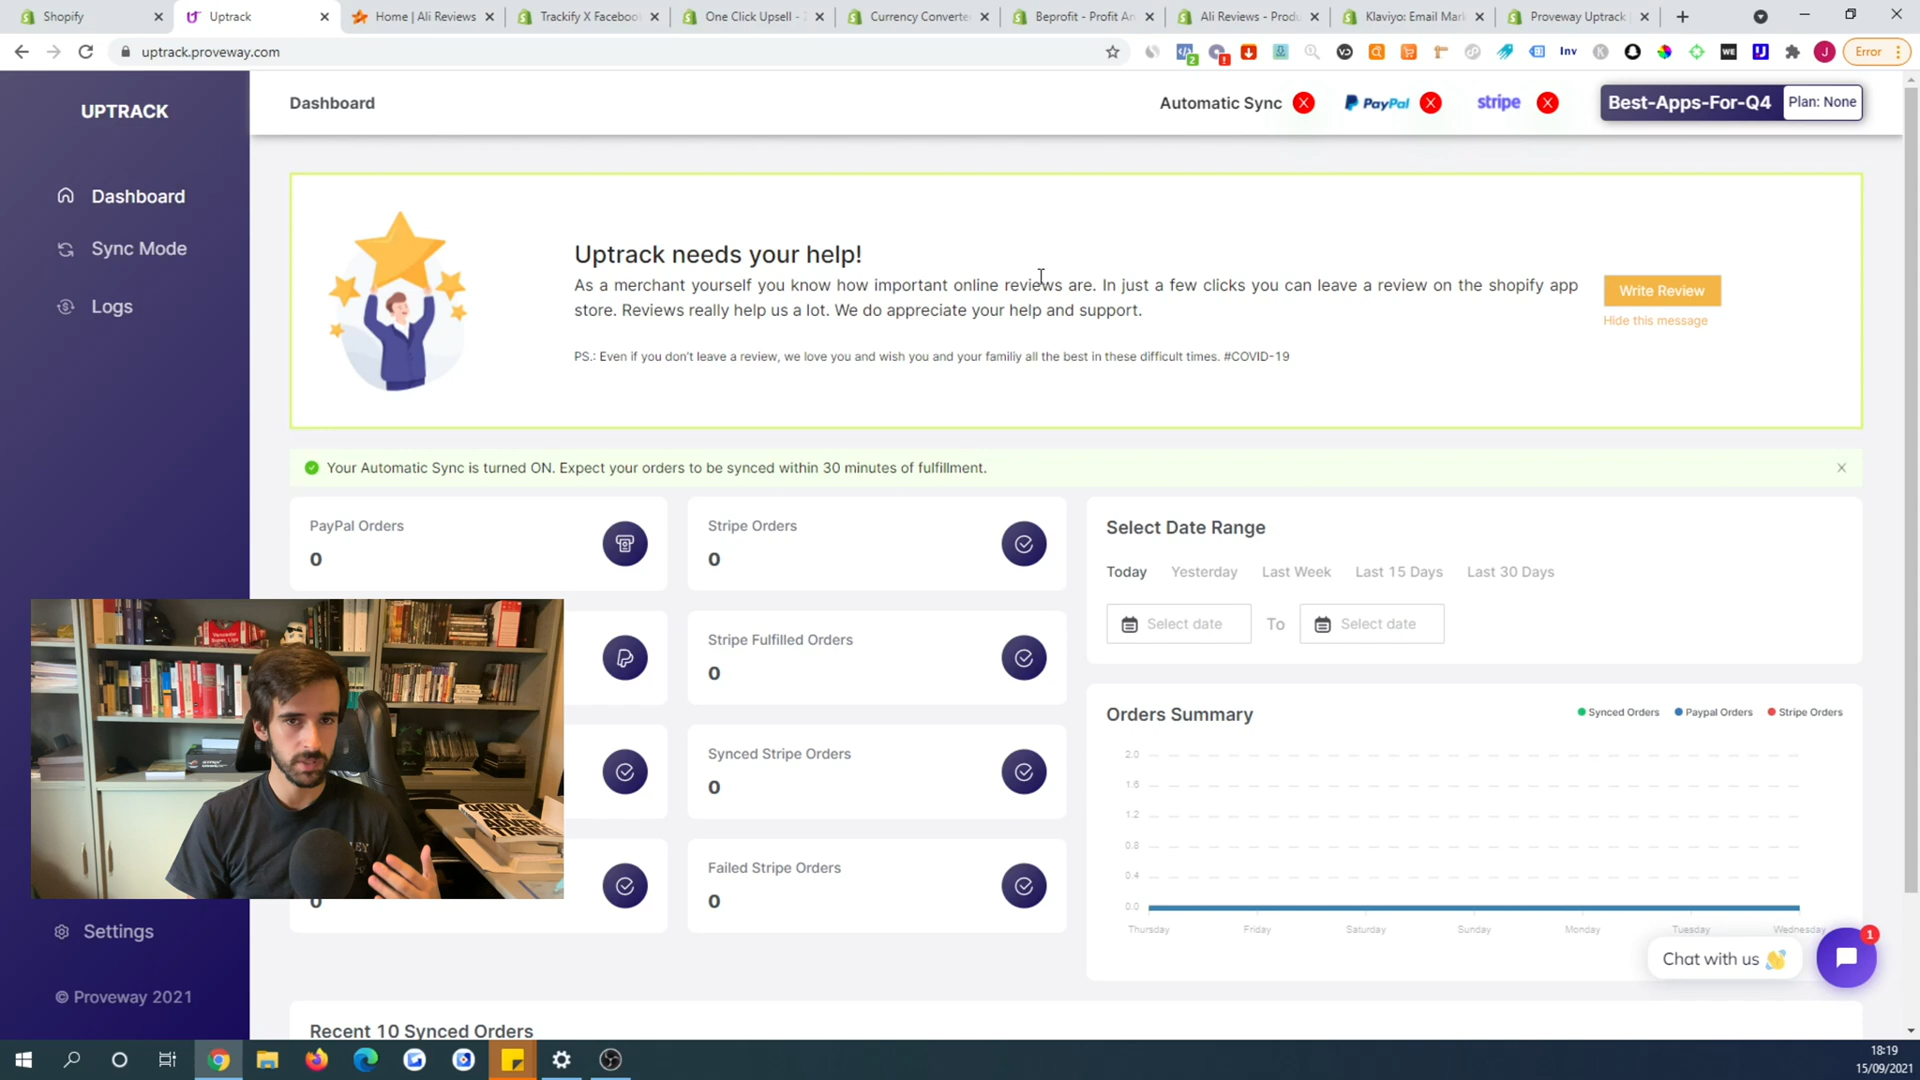 Shopify
Uptrack
Home | Ali Reviews
Trackify X Faceboo
One Click Upsell -
Currency Converte
Beprofit - Profit An
Ali Reviews - Produ
Klaviyo: Email Mar
Proveway Uptrack
uptrack.proveway.com
2
Inv
WE
J
Error
UPTRACK
Dashboard
Automatic Sync
PayPal
stripe
Best-Apps-For-Q4
Plan: None
Dashboard
Sync Mode
Logs
Uptrack needs your help!
As a merchant yourself you know how important online reviews are. In just a few clicks you can leave a review on the shopify app
store. Reviews really help us a lot. We do appreciate your help and support.
PS.: Even if you don't leave a review, we love you and wish you and your familiy all the best in these difficult times. #COVID-19
Write Review
Hide this message
Your Automatic Sync is turned ON. Expect your orders to be synced within 30 minutes of fulfillment.
PayPal Orders
0
Stripe Orders
0
Stripe Fulfilled Orders
0
Synced Stripe Orders
0
Failed Stripe Orders
0
0
Select Date Range
Today
Yesterday
Last Week
Last 15 Days
Last 30 Days
Select date
To
Select date
Orders Summary
Synced Orders
Paypal Orders
Stripe Orders
2.0
1.6
1.2
0.8
0.4
0.0
Thursday
Friday
Saturday
Sunday
Monday
Tuesday
Wednesday
OGILVY
ON
ADVER
TISIN
Settings
© Proveway 2021
Chat with us
1
Recent 10 Synced Orders
18:19
15/09/2021